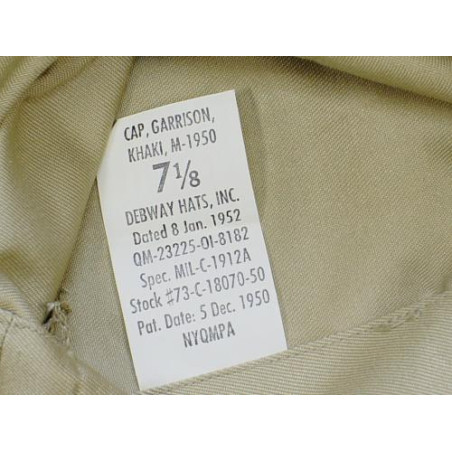 CAP, GARRISON,
KHAKI, M-1950
7 1/8
DEBWAY HATS, INC.
Dated 8 Jan. 1952
QM-23225-OI-8182
Spec. MIL-C-1912A
Stock #73-C-18070-50
Pat. Date: 5 Dec. 1950
NYQMPA